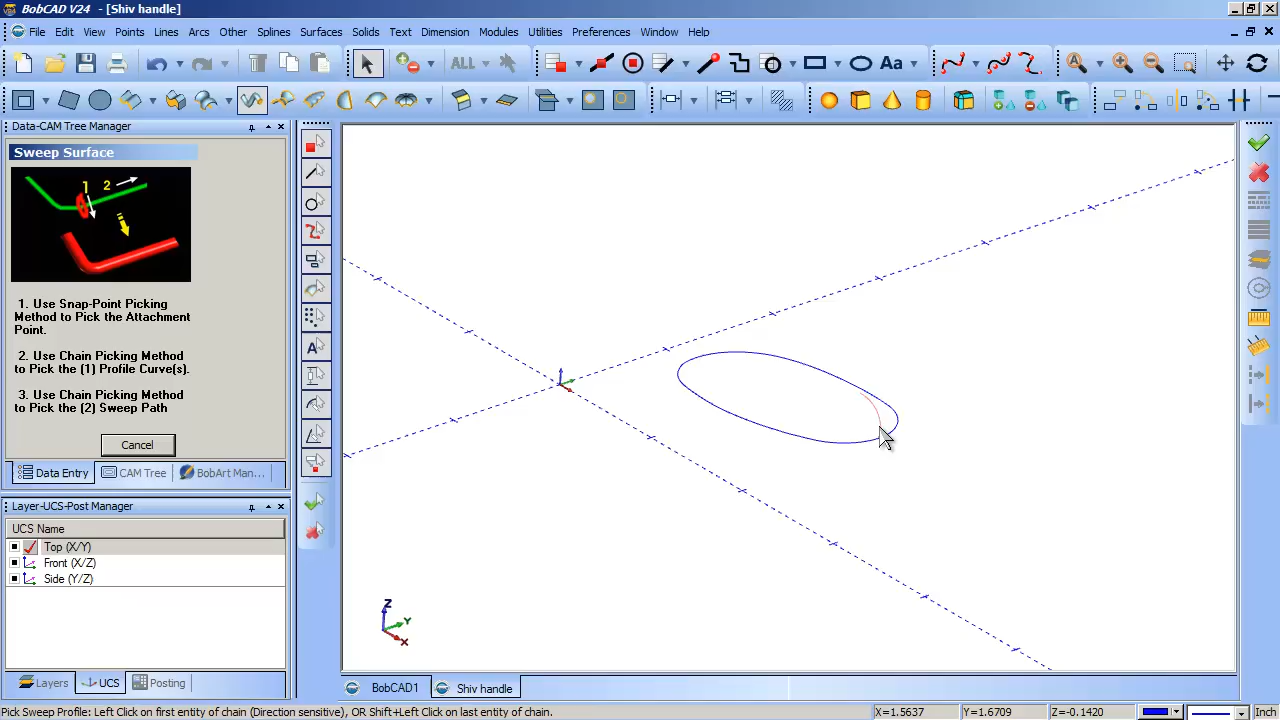 BobCAD V24 - [Shiv handle]
File Edit View Points Lines Arcs Other Splines Surfaces Solids Text Dimension Modules Utilities Preferences Window Help
ALL
Aa
Data-CAM Tree Manager
Sweep Surface
1 2
1. Use Snap-Point Picking
Method to Pick the Attachment
Point.
2. Use Chain Picking Method
to Pick the (1) Profile Curve(s).
3. Use Chain Picking Method
to Pick the (2) Sweep Path
Cancel
Data Entry CAM Tree BobArt Man...
Layer-UCS-Post Manager
UCS Name
Top (X/Y)
Front (X/Z)
Side (Y/Z)
Layers UCS Posting
A
Z
Y
X
BobCAD1 Shiv handle
Pick Sweep Profile: Left Click on first entity of chain (Direction sensitive), OR Shift+Left Click on last entity of chain. X=1.5637 Y=1.6709 Z=-0.1420 Inch